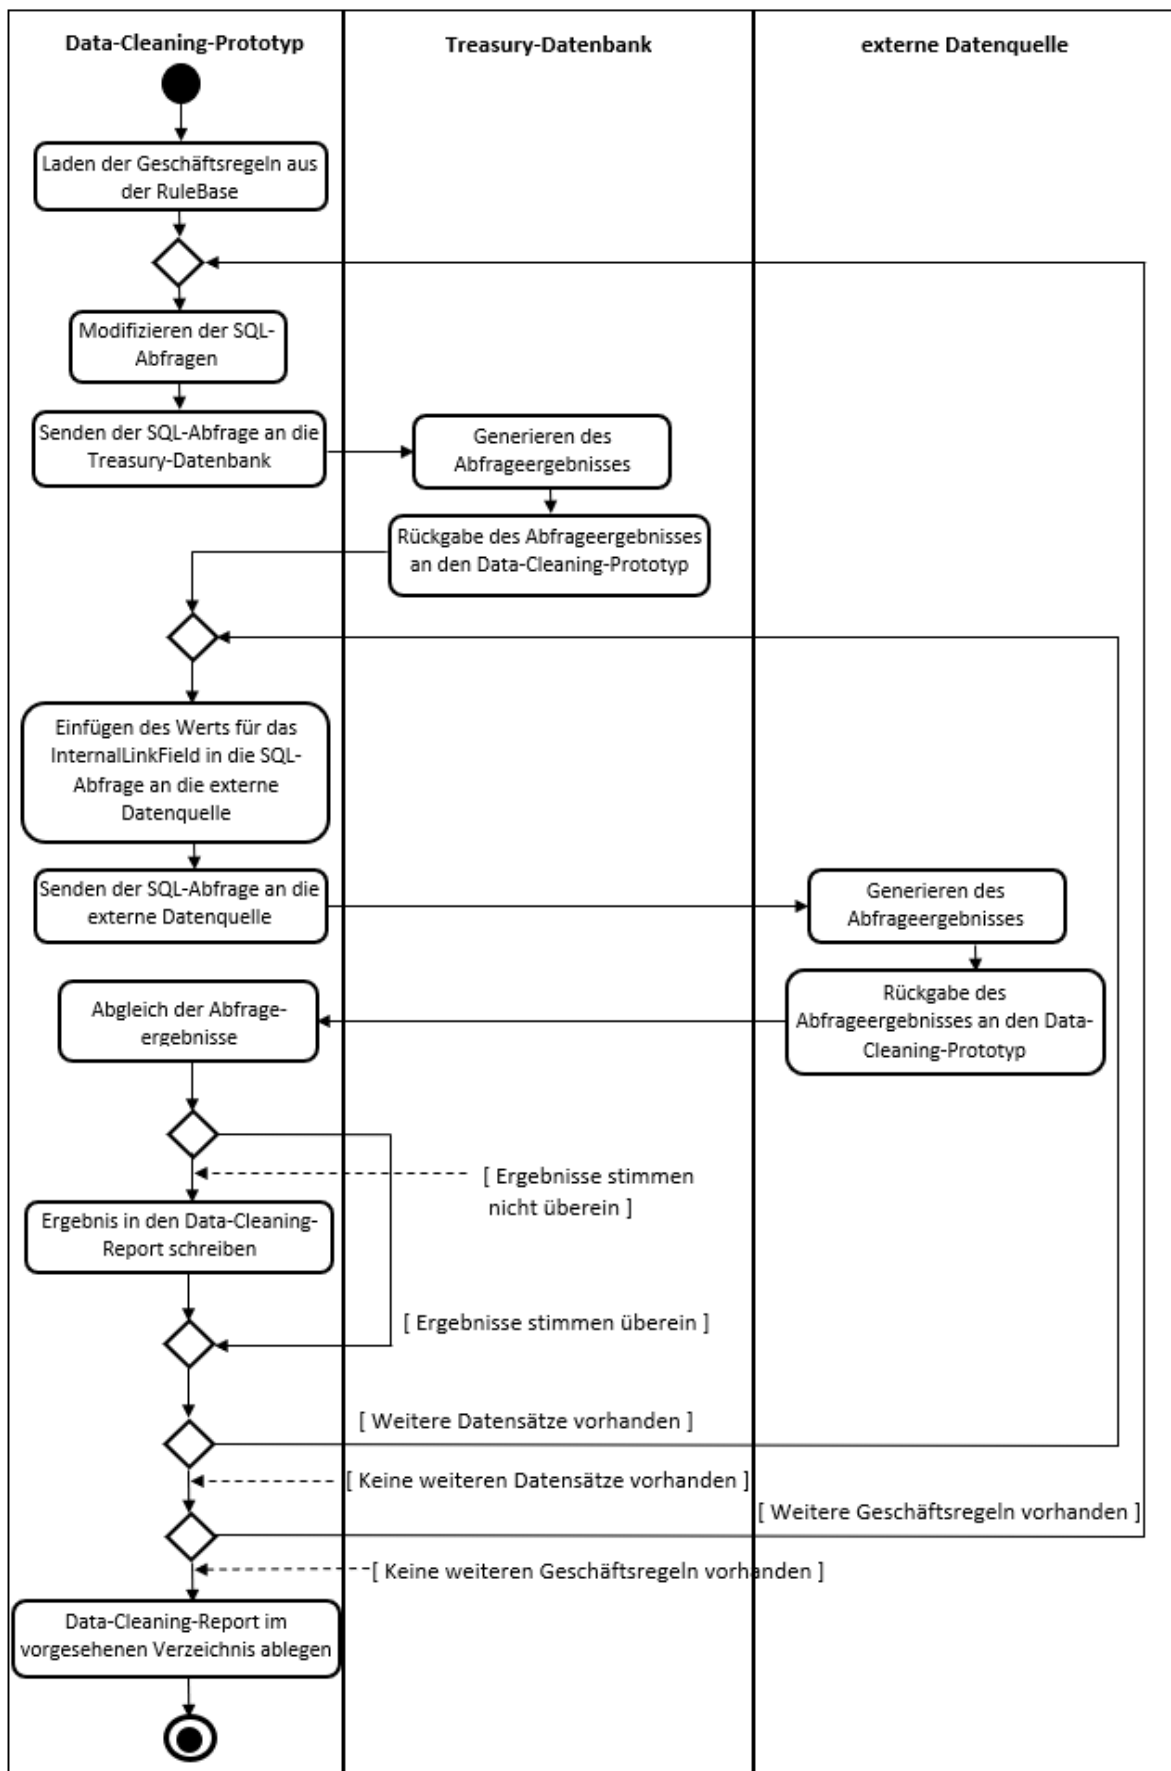 Data-Cleaning-Prototyp
Treasury-Datenbank
externe Datenquelle
Laden der Geschäftsregeln aus
der RuleBase
Modifizieren der SQL-
Abfragen
Senden der SQL-Abfrage an die
Treasury-Datenbank
Generieren des
Abfrageergebnisses
Rückgabe des Abfrageergebnisses
an den Data-Cleaning-Prototyp
Einfügen des Werts für das
InternalLinkField in die SQL-
Abfrage an die externe
Datenquelle
Senden der SQL-Abfrage an die
externe Datenquelle
Generieren des
Abfrageergebnisses
Rückgabe des
Abfrageergebnisses an den Data-
Cleaning-Prototyp
Abgleich der Abfrage-
ergebnisse
[ Ergebnisse stimmen
nicht überein ]
Ergebnis in den Data-Cleaning-
Report schreiben
[ Ergebnisse stimmen überein ]
[ Weitere Datensätze vorhanden ]
[ Keine weiteren Datensätze vorhanden ]
[ Weitere Geschäftsregeln vorhanden ]
[ Keine weiteren Geschäftsregeln vorhanden ]
Data-Cleaning-Report im
vorgesehenen Verzeichnis ablegen